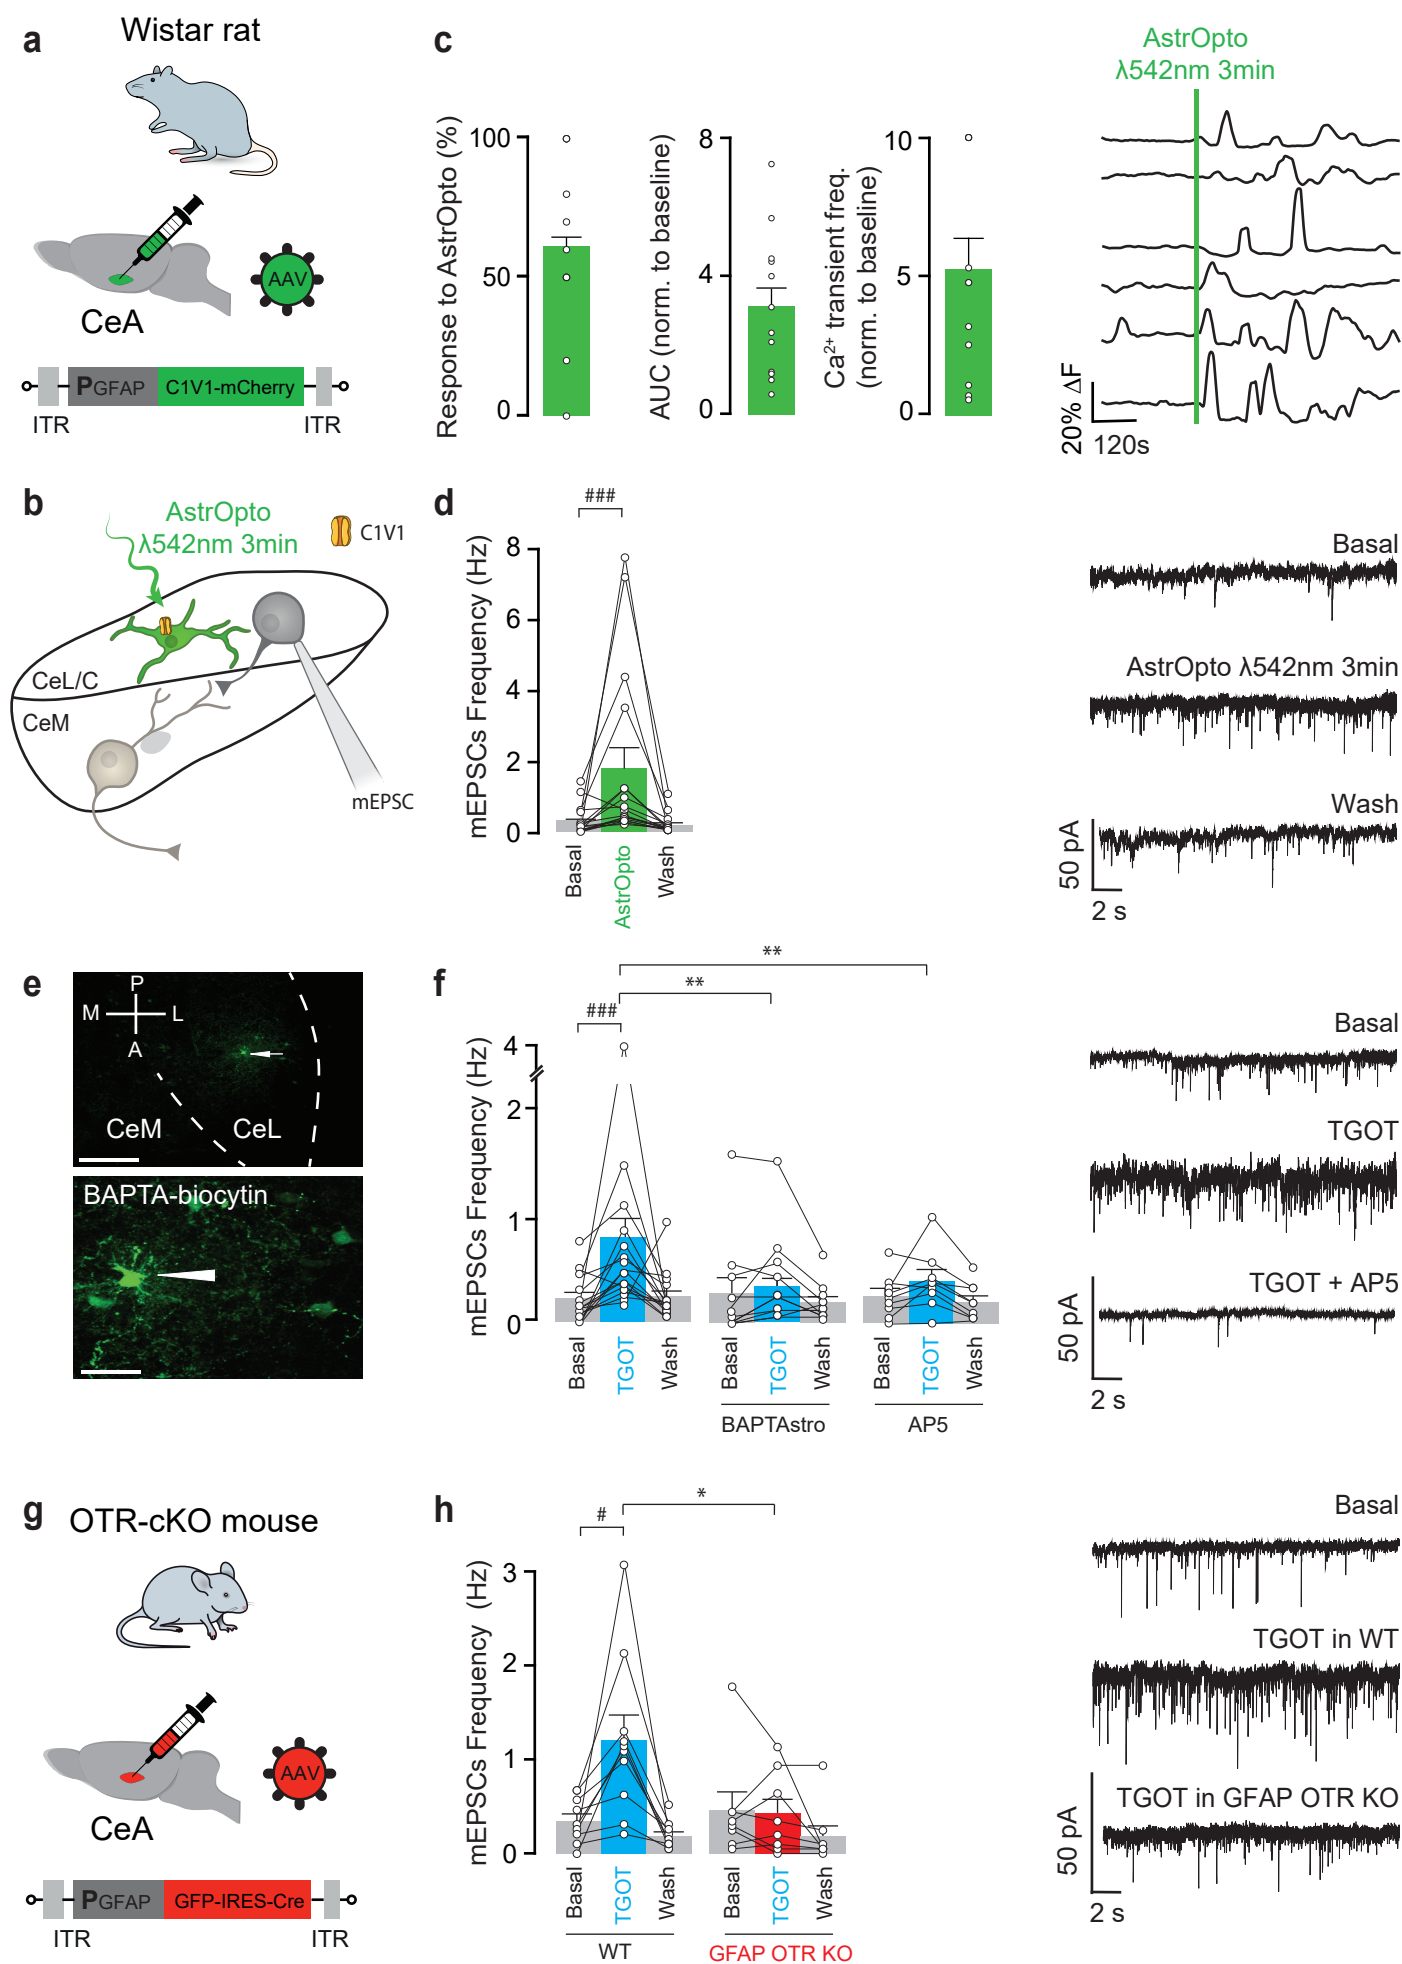 a
Wistar rat
AAV
CeA
PGFAP
C1V1-mCherry
ITR
ITR
c
Response to AstrOpto (%)
100
50
0
AUC (norm. to baseline)
8
4
0
Ca²⁺ transient freq.
(norm. to baseline)
10
5
0
AstrOpto
λ542nm 3min
20% ΔF
120s
b
AstrOpto
λ542nm 3min
C1V1
CeL/C
CeM
mEPSC
d
###
mEPSCs Frequency (Hz)
8
6
4
2
0
Basal
AstrOpto
Wash
Basal
AstrOpto λ542nm 3min
Wash
50 pA
2 s
e
P
M
L
A
CeM
CeL
BAPTA-biocytin
f
**
**
###
mEPSCs Frequency (Hz)
4
2
1
0
Basal
TGOT
Wash
Basal
TGOT
Wash
Basal
TGOT
Wash
BAPTAstro
AP5
Basal
TGOT
TGOT + AP5
50 pA
2 s
g
OTR-cKO mouse
AAV
CeA
PGFAP
GFP-IRES-Cre
ITR
ITR
h
*
#
mEPSCs Frequency (Hz)
3
2
1
0
Basal
TGOT
Wash
Basal
TGOT
Wash
WT
GFAP OTR KO
Basal
TGOT in WT
TGOT in GFAP OTR KO
50 pA
2 s